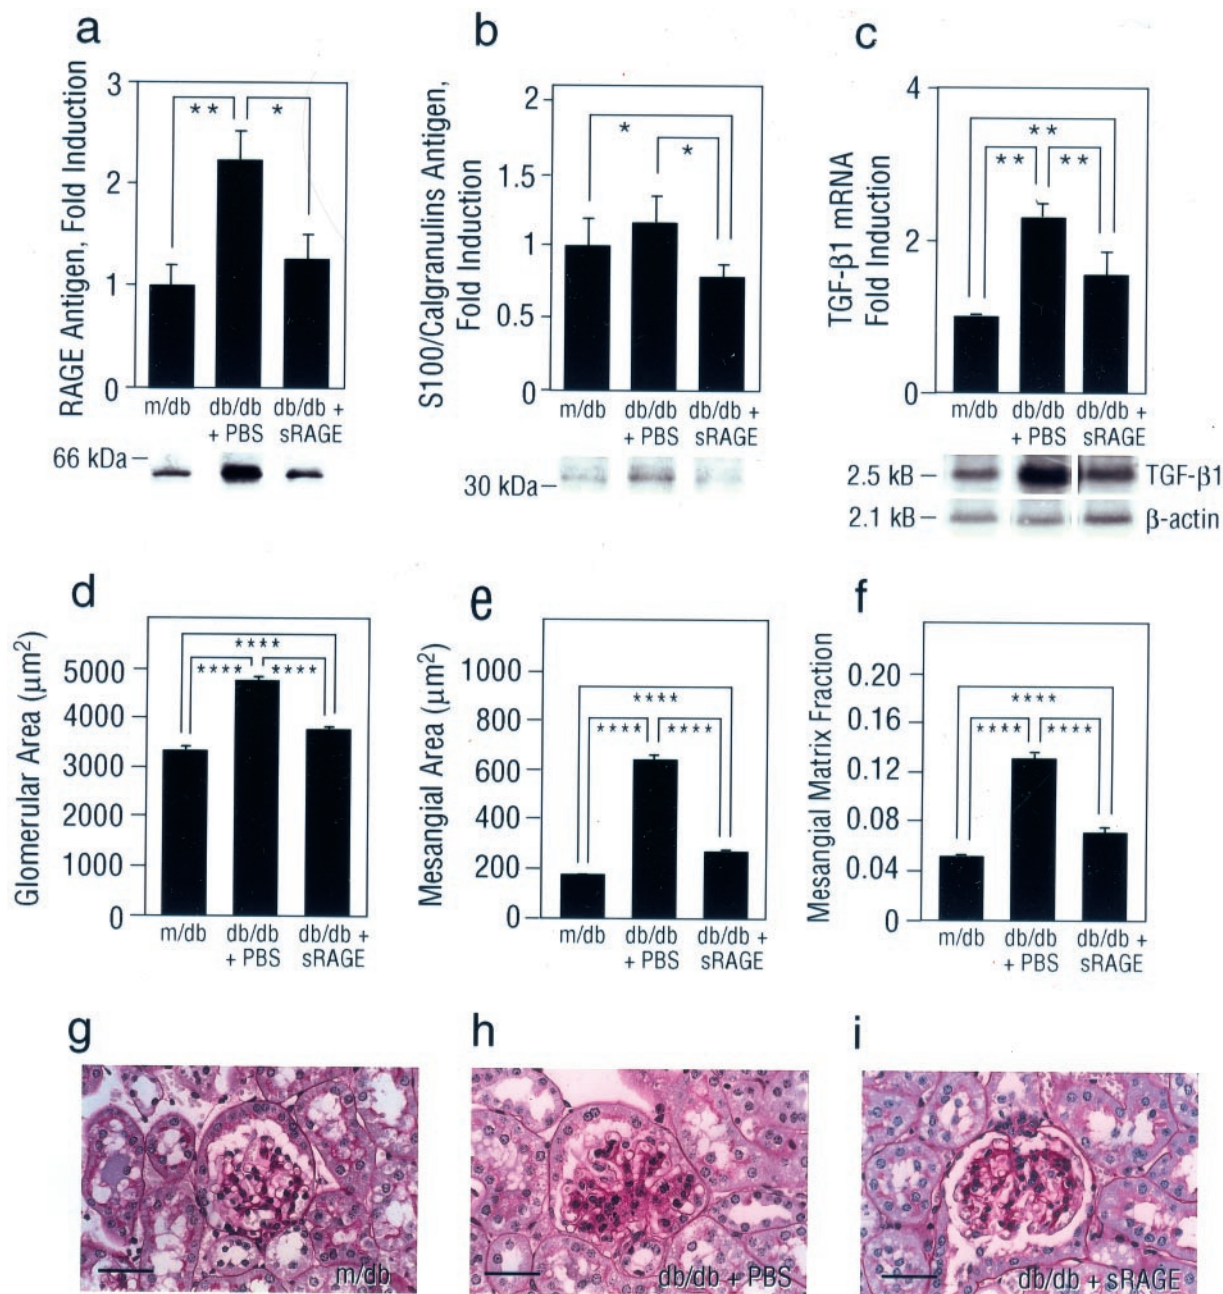 a
RAGE Antigen, Fold Induction
3
2
1
0
** *
m/db
db/db
+ PBS
db/db +
sRAGE
66 kDa
b
S100/Calgranulins Antigen,
Fold Induction
2
1.5
1
0.5
0
*
*
m/db
db/db
+ PBS
db/db +
sRAGE
30 kDa
c
TGF-β1 mRNA
Fold Induction
4
2
0
**
** **
m/db
db/db
+ PBS
db/db +
sRAGE
2.5 kB
TGF-β1
2.1 kB
β-actin
d
Glomerular Area (μm²)
5000
4000
3000
2000
1000
0
****
**** ****
m/db
db/db
+ PBS
db/db +
sRAGE
e
Mesangial Area (μm²)
1000
800
600
400
200
0
****
**** ****
m/db
db/db
+ PBS
db/db +
sRAGE
f
Mesangial Matrix Fraction
0.20
0.16
0.12
0.08
0.04
0
****
**** ****
m/db
db/db
+ PBS
db/db +
sRAGE
g
m/db
h
db/db + PBS
i
db/db + sRAGE